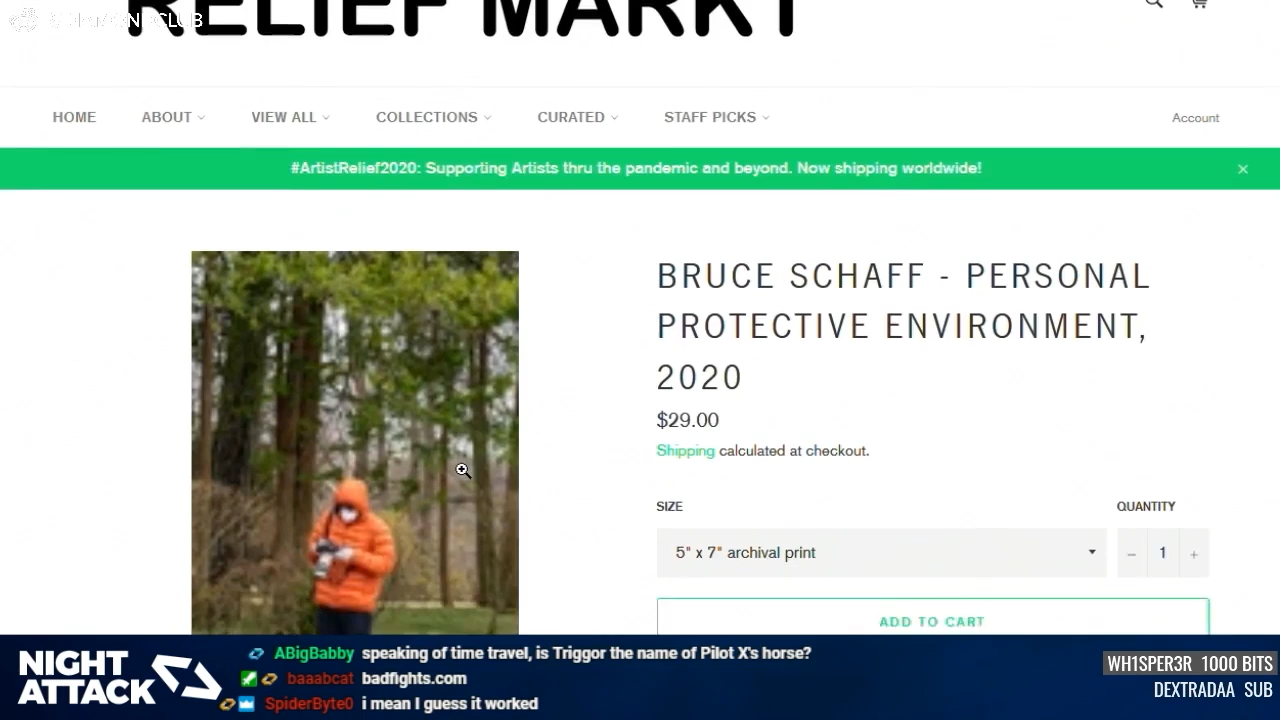 RELIEF MARKT
HOME ABOUT VIEW ALL COLLECTIONS CURATED STAFF PICKS Account
#ArtistRelief2020: Supporting Artists thru the pandemic and beyond. Now shipping worldwide!
BRUCE SCHAFF - PERSONAL
PROTECTIVE ENVIRONMENT,
2020
$29.00
Shipping calculated at checkout.
SIZE QUANTITY
5" x 7" archival print 1
ADD TO CART
NIGHT
ATTACK
ABigBabby speaking of time travel, is Triggor the name of Pilot X's horse?
baaabcat badfights.com
SpiderByte0 i mean I guess it worked
WH1SPER3R 1000 BITS
DEXTRADAA SUB